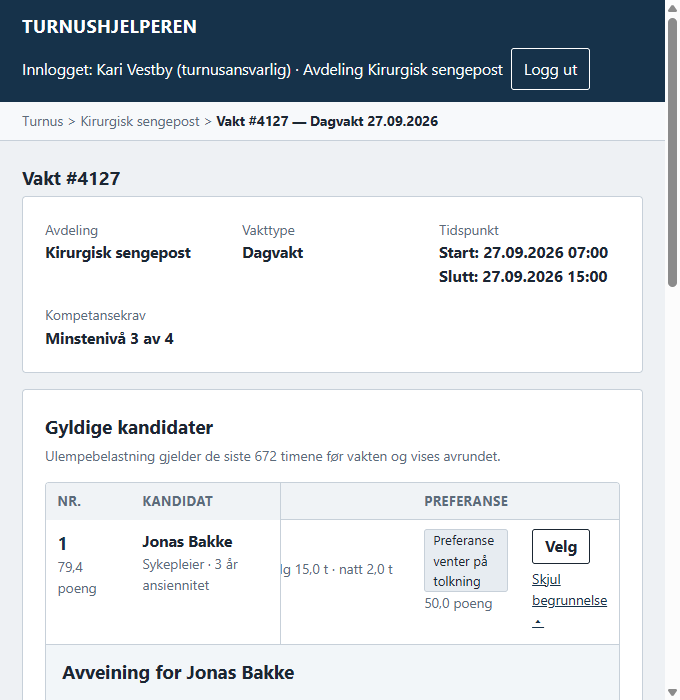 TURNUSHJELPEREN
Innlogget: Kari Vestby (turnusansvarlig) · Avdeling Kirurgisk sengepost
Logg ut
Turnus > Kirurgisk sengepost > Vakt #4127 — Dagvakt 27.09.2026
Vakt #4127
Avdeling
Kirurgisk sengepost
Vakttype
Dagvakt
Tidspunkt
Start: 27.09.2026 07:00
Slutt: 27.09.2026 15:00
Kompetansekrav
Minstenivå 3 av 4
Gyldige kandidater
Ulempebelastning gjelder de siste 672 timene før vakten og vises avrundet.
NR. KANDIDAT PREFERANSE
1
79,4
poeng
Jonas Bakke
Sykepleier · 3 år
ansiennitet
lg 15,0 t · natt 2,0 t
Preferanse
venter på
tolkning
50,0 poeng
Velg
Skjul
begrunnelse
▴
Avveining for Jonas Bakke